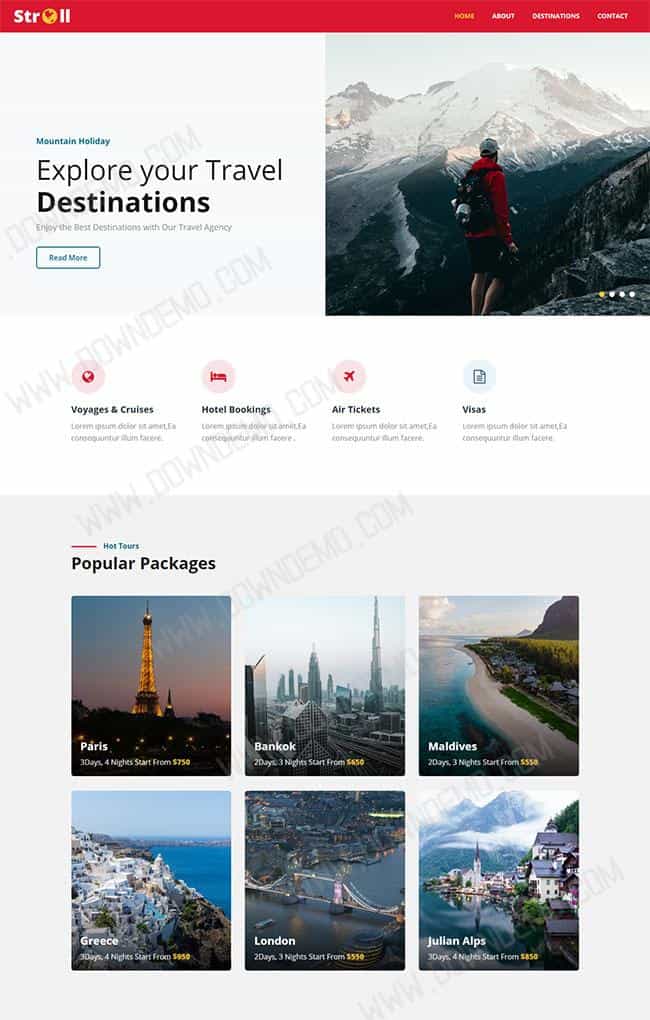 Stroll
HOME ABOUT DESTINATIONS CONTACT
Mountain Holiday
Explore your Travel
Destinations
Enjoy the Best Destinations with Our Travel Agency
Read More
Voyages & Cruises
Lorem ipsum dolor sit amet,Ea
consequuntur illum facere.
Hotel Bookings
Lorem ipsum dolor sit amet,Ea
consequuntur illum facere .
Air Tickets
Lorem ipsum dolor sit amet,Ea
consequuntur illum facere.
Visas
Lorem ipsum dolor sit amet,Ea
consequuntur illum facere.
Hot Tours
Popular Packages
Paris
3Days, 4 Nights Start From $750
Bankok
2Days, 3 Nights Start From $650
Maldives
2Days, 3 Nights Start From $550
Greece
3Days, 4 Nights Start From $950
London
2Days, 3 Nights Start From $550
Julian Alps
3Days, 4 Nights Start From $850
WWW.DOWNDEMO.COM